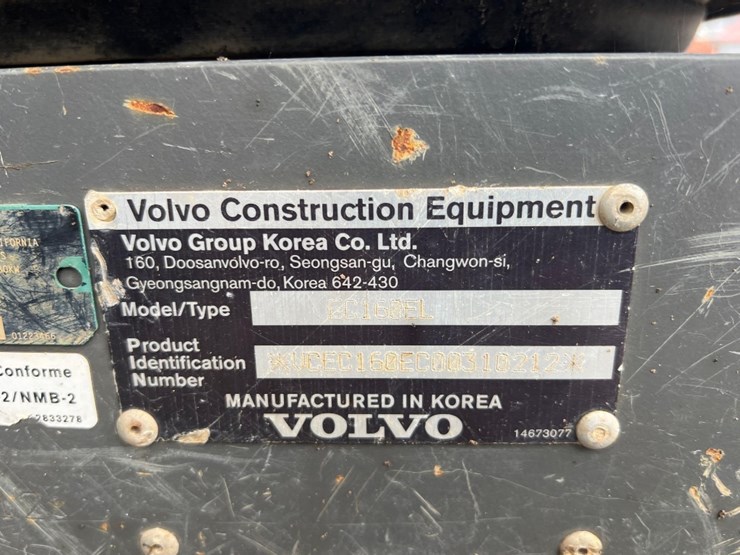 Volvo Construction Equipment
Volvo Group Korea Co. Ltd.
160, Doosanvolvo-ro, Seongsan-gu, Changwon-si,
Gyeongsangnam-do, Korea 642-430
Model/Type EC160EL
Product
Identification
Number
MANUFACTURED IN KOREA
VOLVO
14673077
Conforme
2/NMB-2